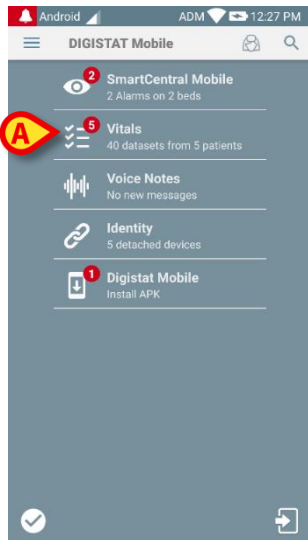 Android ADM 12:27 PM
DIGISTAT Mobile
2
SmartCentral Mobile
2 Alarms on 2 beds
A
5
Vitals
40 datasets from 5 patients
Voice Notes
No new messages
Identity
5 detached devices
1
Digistat Mobile
Install APK